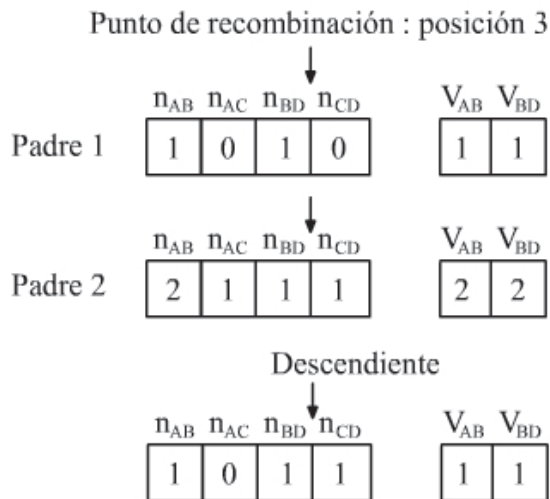 Punto de recombinación : posición 3
n_AB n_AC n_BD n_CD V_AB V_BD
Padre 1 1 0 1 0 1 1
n_AB n_AC n_BD n_CD V_AB V_BD
Padre 2 2 1 1 1 2 2
Descendiente
n_AB n_AC n_BD n_CD V_AB V_BD
1 0 1 1 1 1